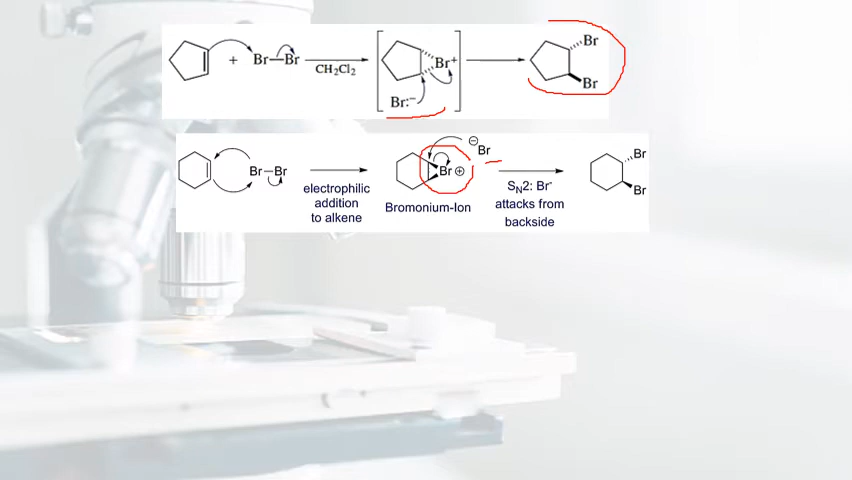 + Br—Br CH₂Cl₂ Br⁺ Br:⁻ Br Br
Br—Br
electrophilic
addition
to alkene
Br ⊕
⊖
Br
Bromonium-Ion
S_N2: Br⁻
attacks from
backside
Br
Br